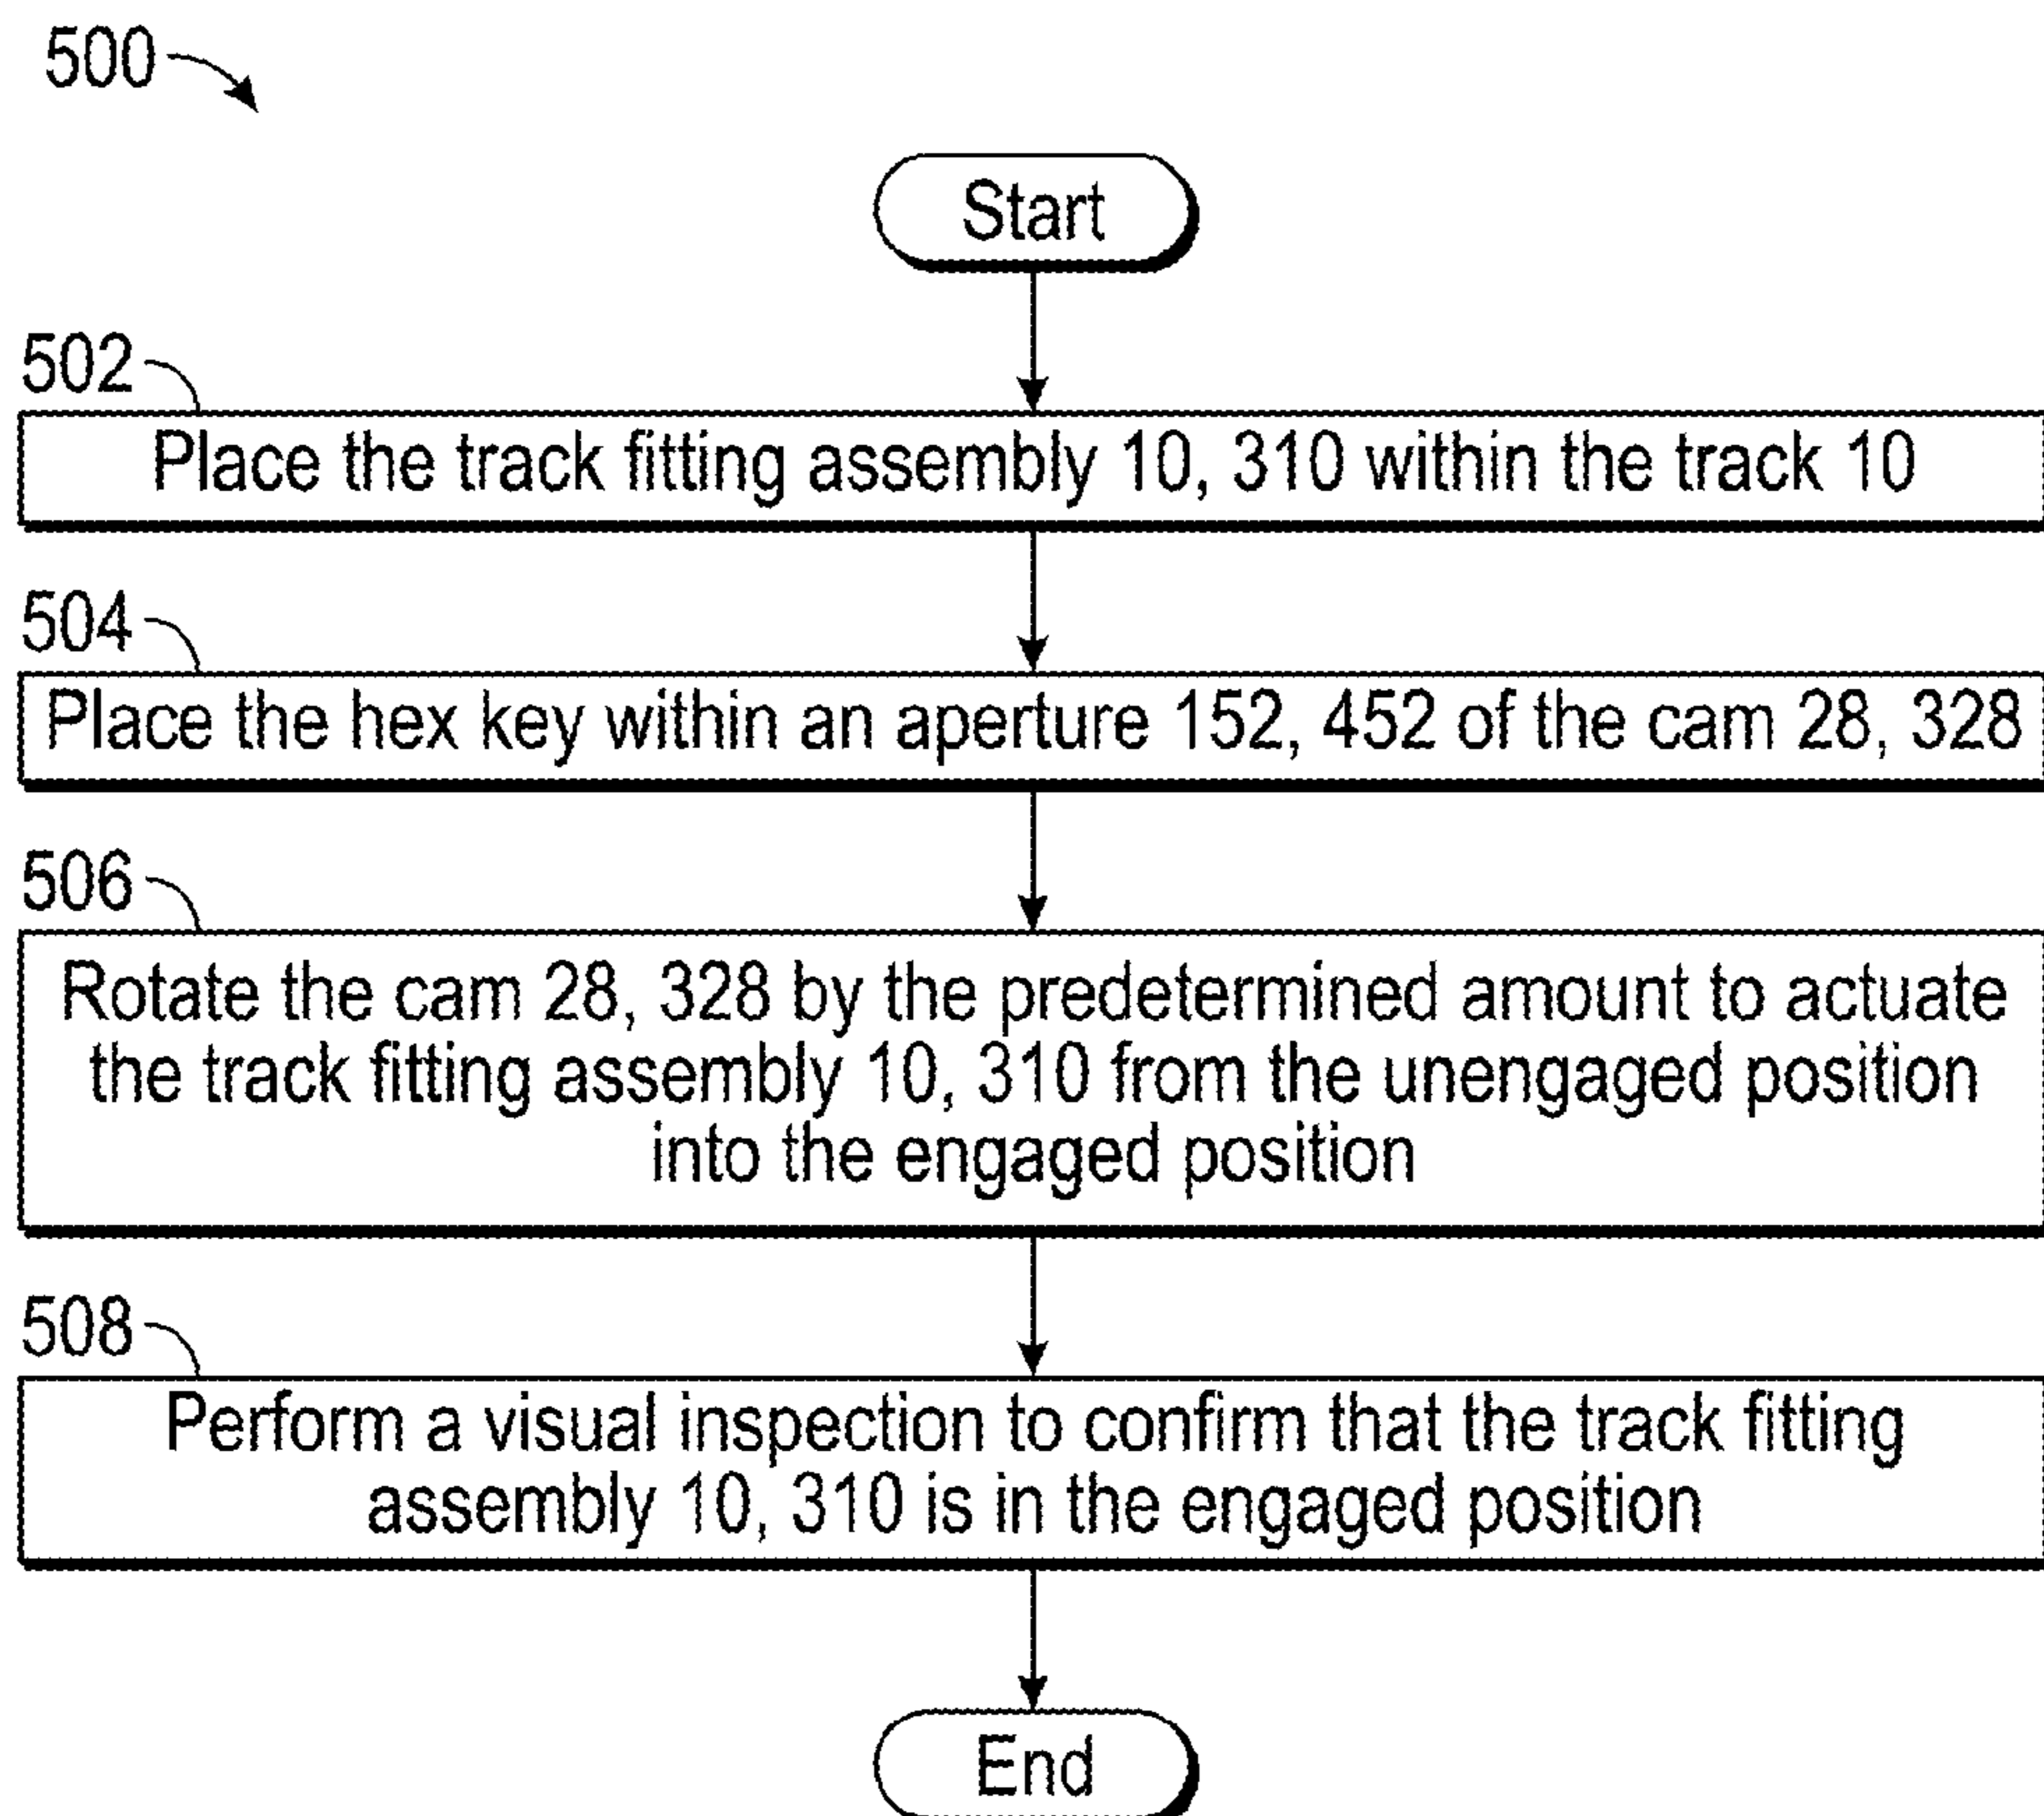 500
Start
502
Place the track fitting assembly 10, 310 within the track 10
504
Place the hex key within an aperture 152, 452 of the cam 28, 328
506
Rotate the cam 28, 328 by the predetermined amount to actuate
the track fitting assembly 10, 310 from the unengaged position
into the engaged position
508
Perform a visual inspection to confirm that the track fitting
assembly 10, 310 is in the engaged position
End